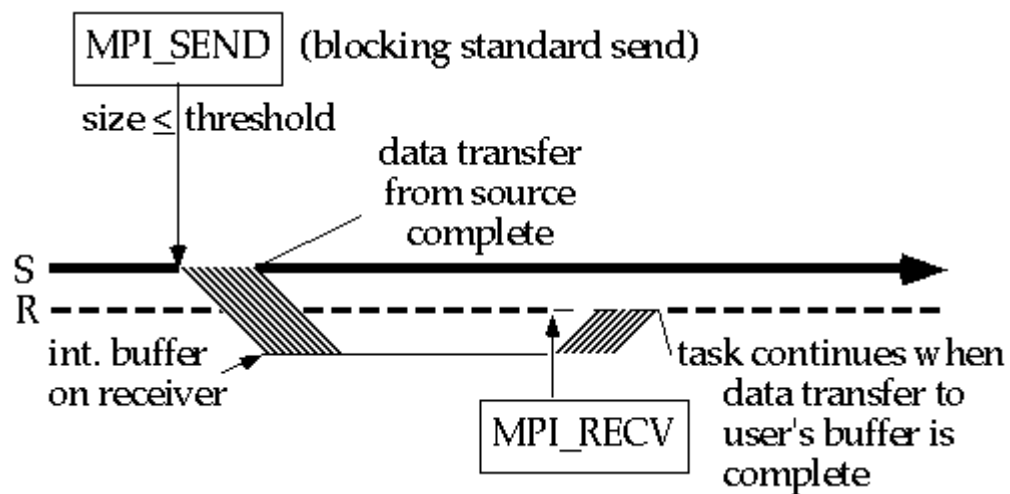 MPI_SEND (blocking standard send)
size ≤ threshold
data transfer
from source
complete
S
R
int. buffer
on receiver
MPI_RECV
task continues when
data transfer to
user's buffer is
complete